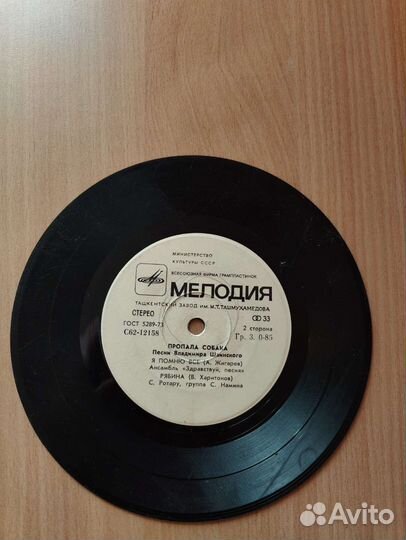 МИНИСТЕРСТВО
КУЛЬТУРЫ СССР
ВСЕСОЮЗНАЯ ФИРМА ГРАМПЛАСТИНОК
МЕЛОДИЯ
ТАШКЕНТСКИЙ ЗАВОД ИМ. М.Т. ТАШМУХАМЕДОВА
СТЕРЕО
33
ГОСТ 5289-73
2 сторона
С62-12158
Гр. 3. 0-85
ПРОПАЛА СОБАКА
Песни Владимира Шаинского
Я ПОМНЮ ВСЕ (А. Жигарев)
Ансамбль «Здравствуй, песня»
РЯБИНА (В. Харитонов)
С. Ротару, группа С. Намина
Avito